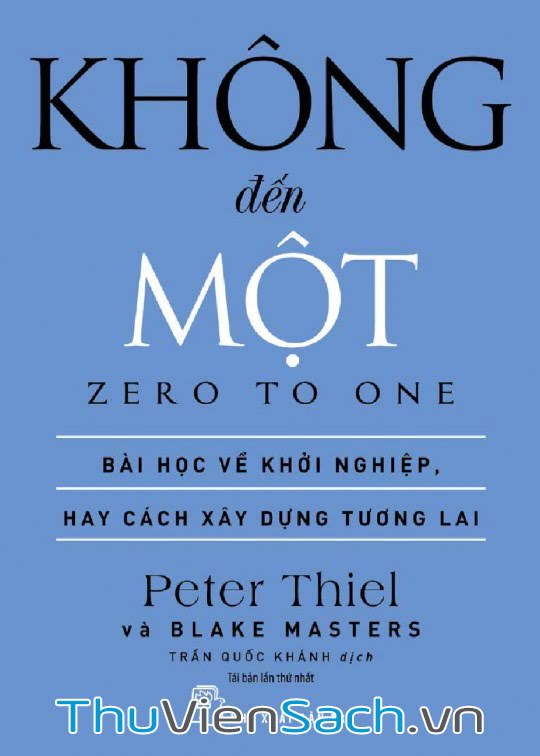 KHÔNG
đến
MỘT
ZERO TO ONE
BÀI HỌC VỀ KHỞI NGHIỆP,
HAY CÁCH XÂY DỰNG TƯƠNG LAI
Peter Thiel
và BLAKE MASTERS
TRẦN QUỐC KHÁNH dịch
Tái bản lần thứ nhất
ThuVienSach.vn